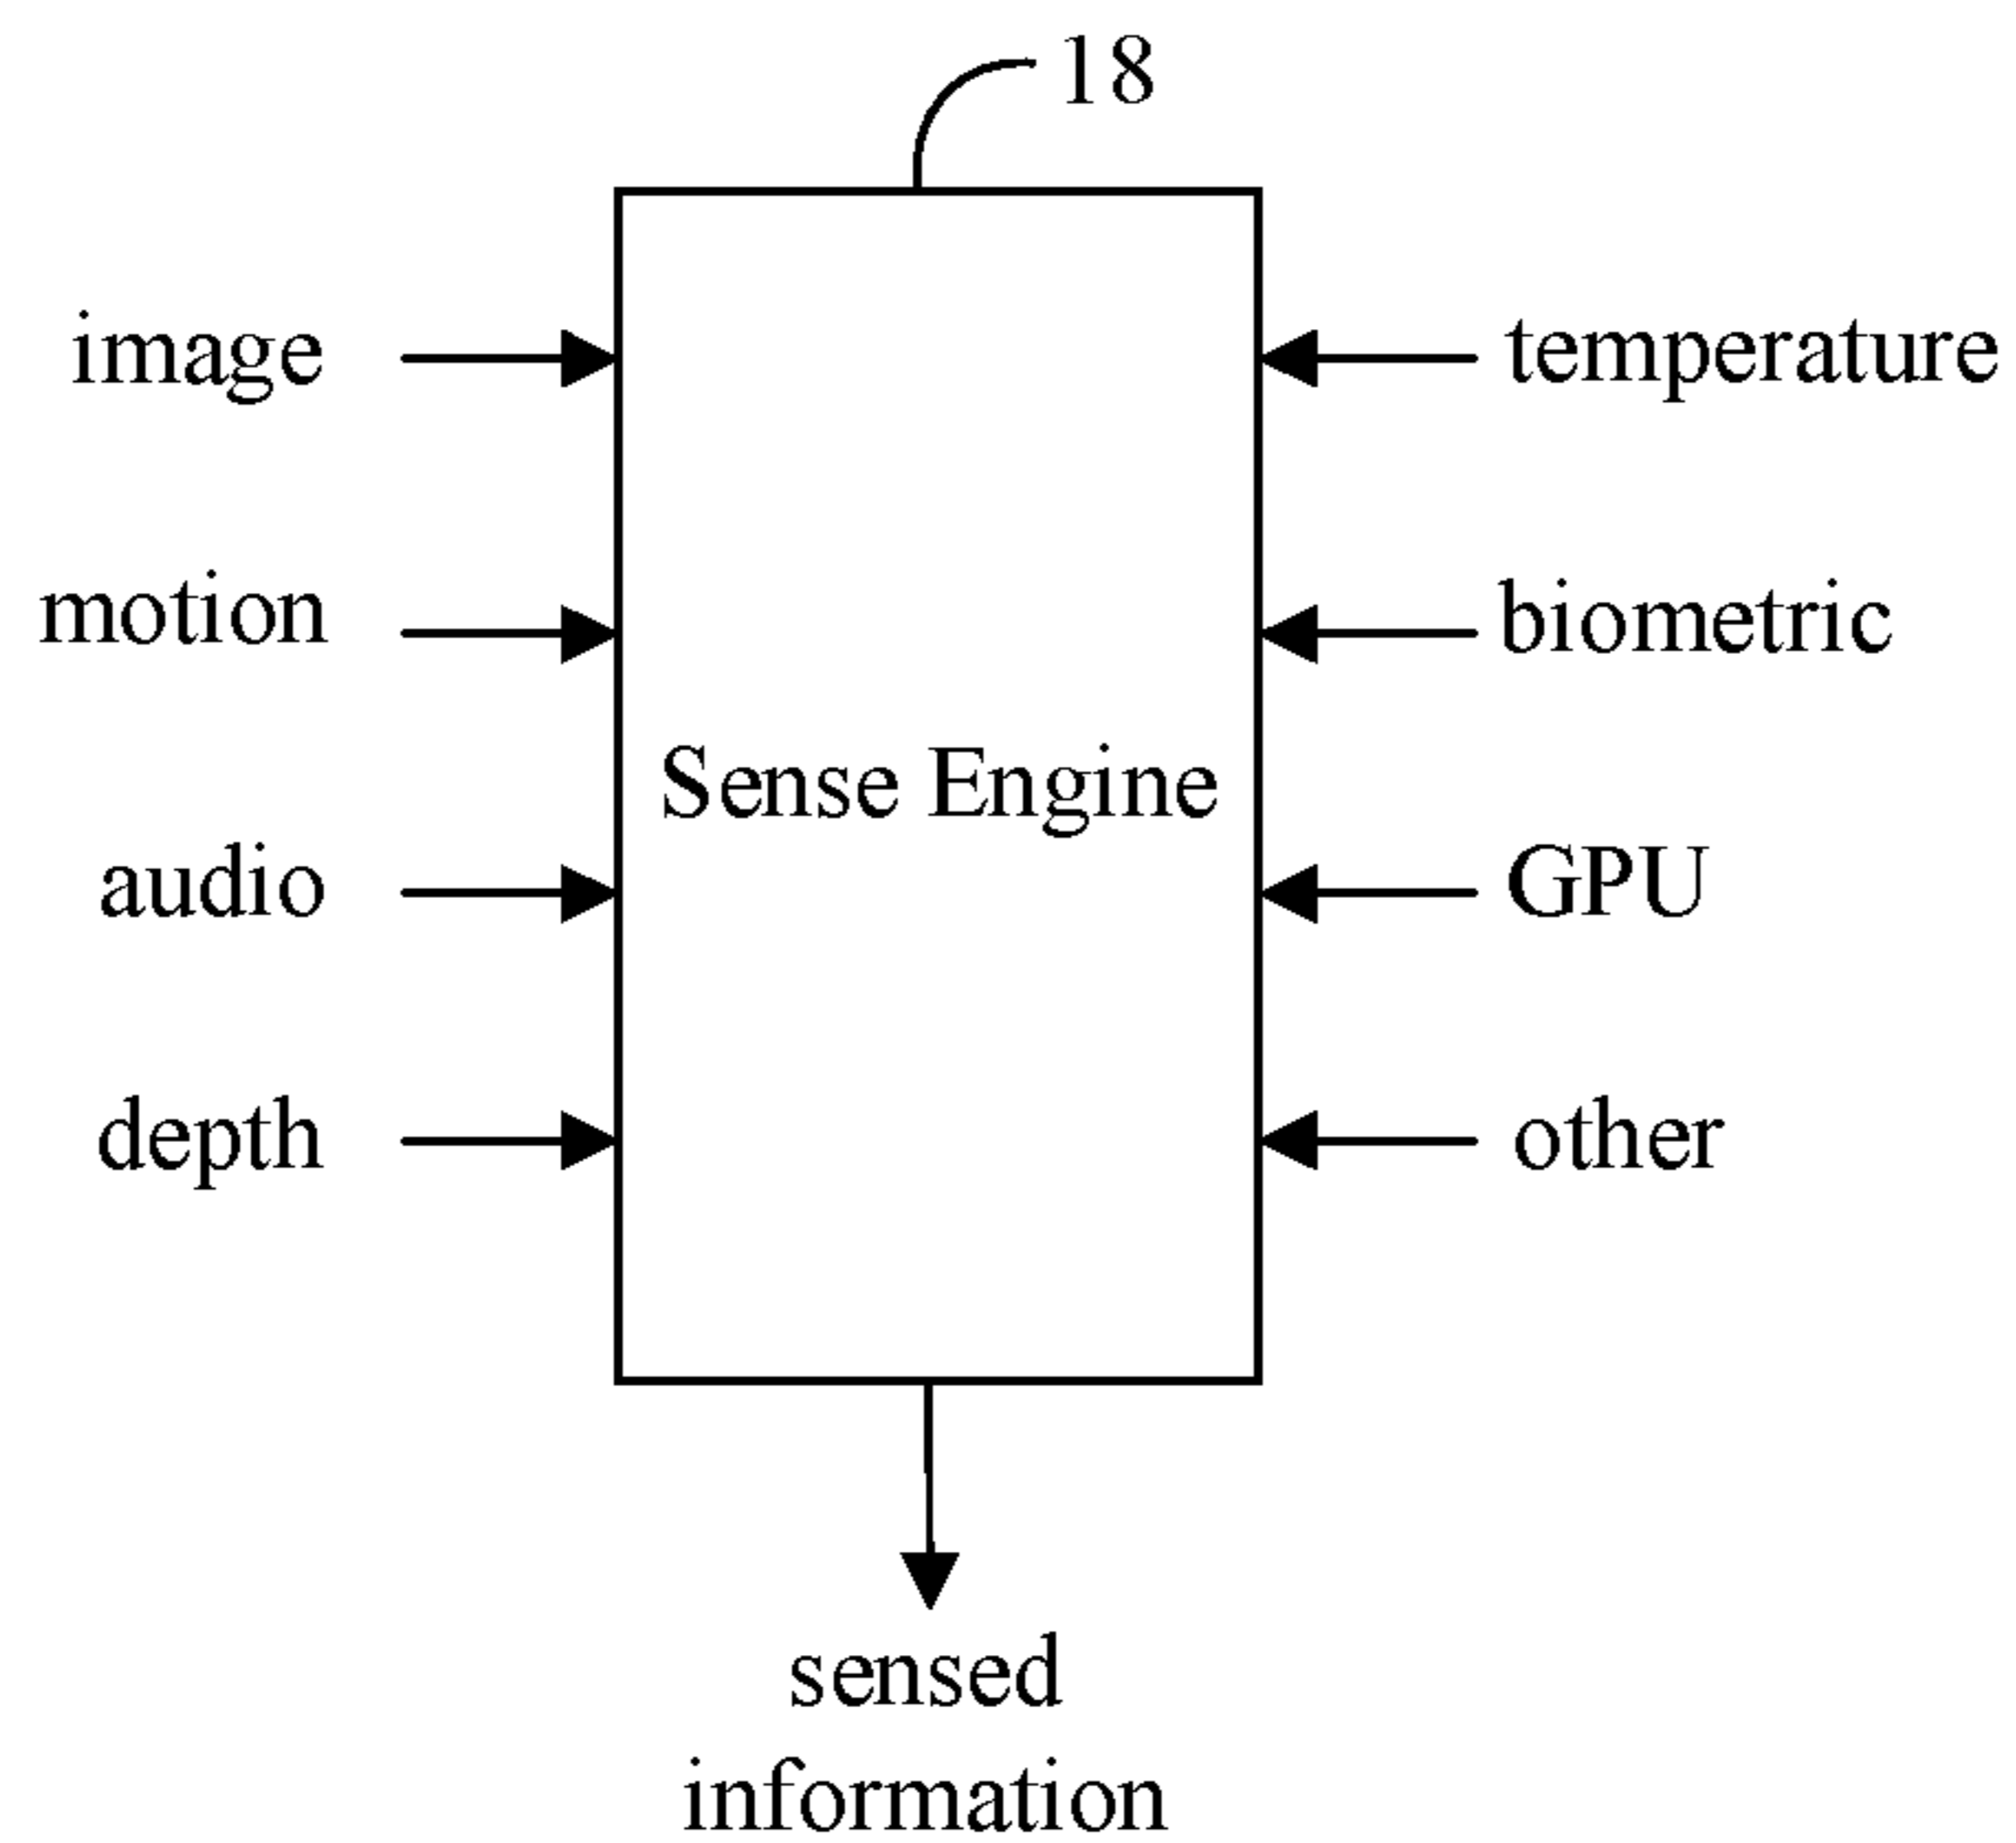 18
image
temperature
motion
biometric
Sense Engine
audio
GPU
depth
other
sensed
information